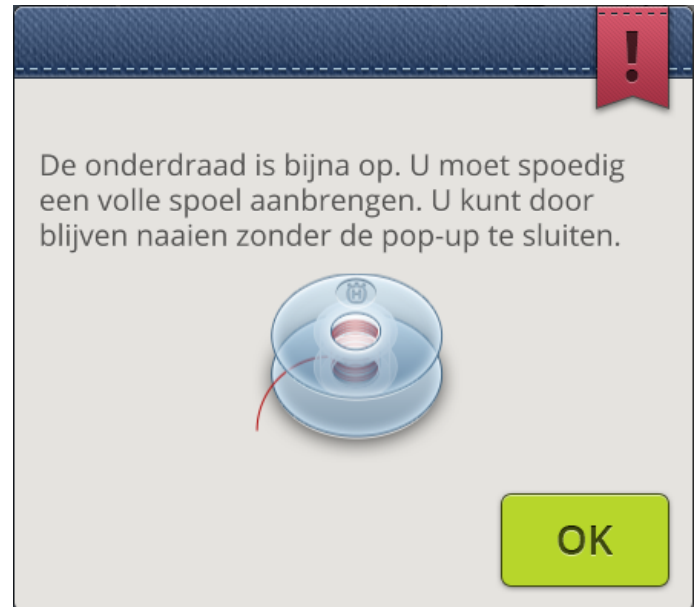 !
De onderdraad is bijna op. U moet spoedig
een volle spoel aanbrengen. U kunt door
blijven naaien zonder de pop-up te sluiten.
H
OK